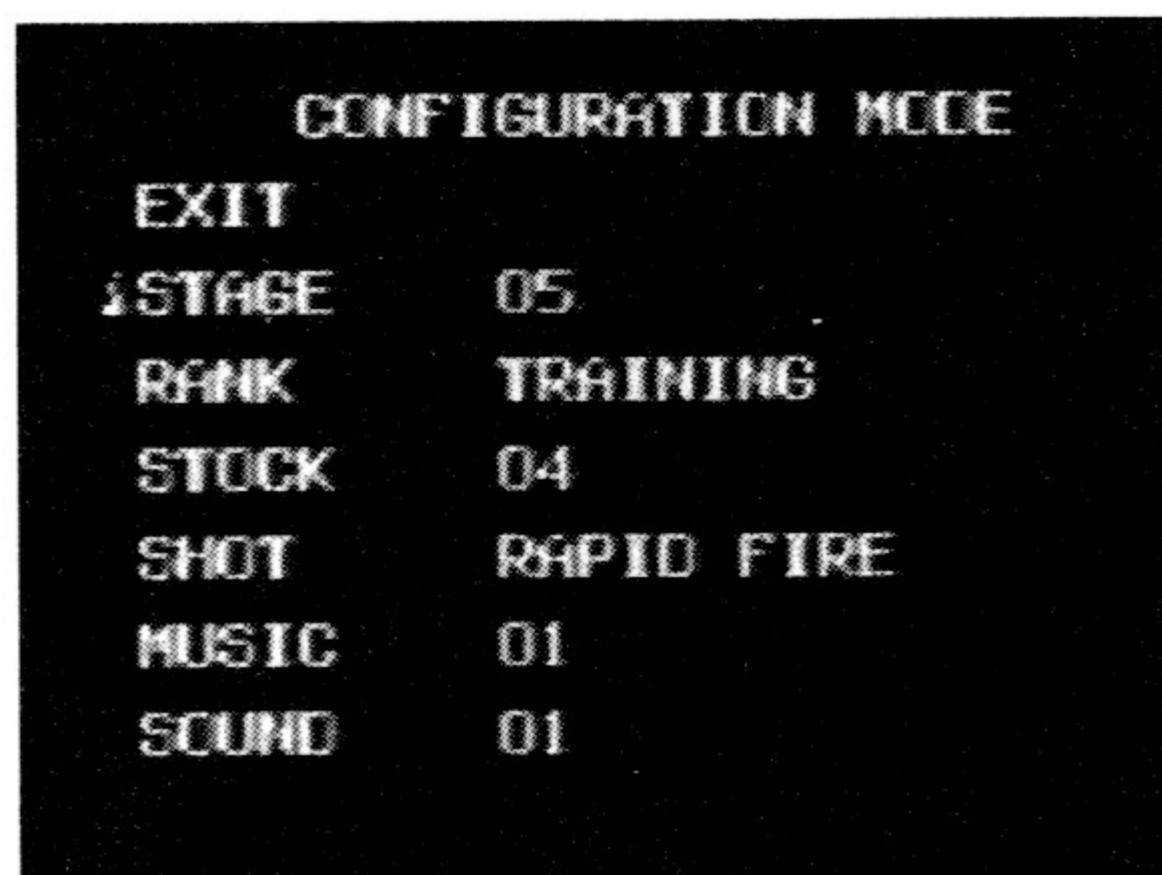 CONFIGURATION MODE
EXIT
STAGE 05
RANK TRAINING
STOCK 04
SHOT RAPID FIRE
MUSIC 01
SOUND 01